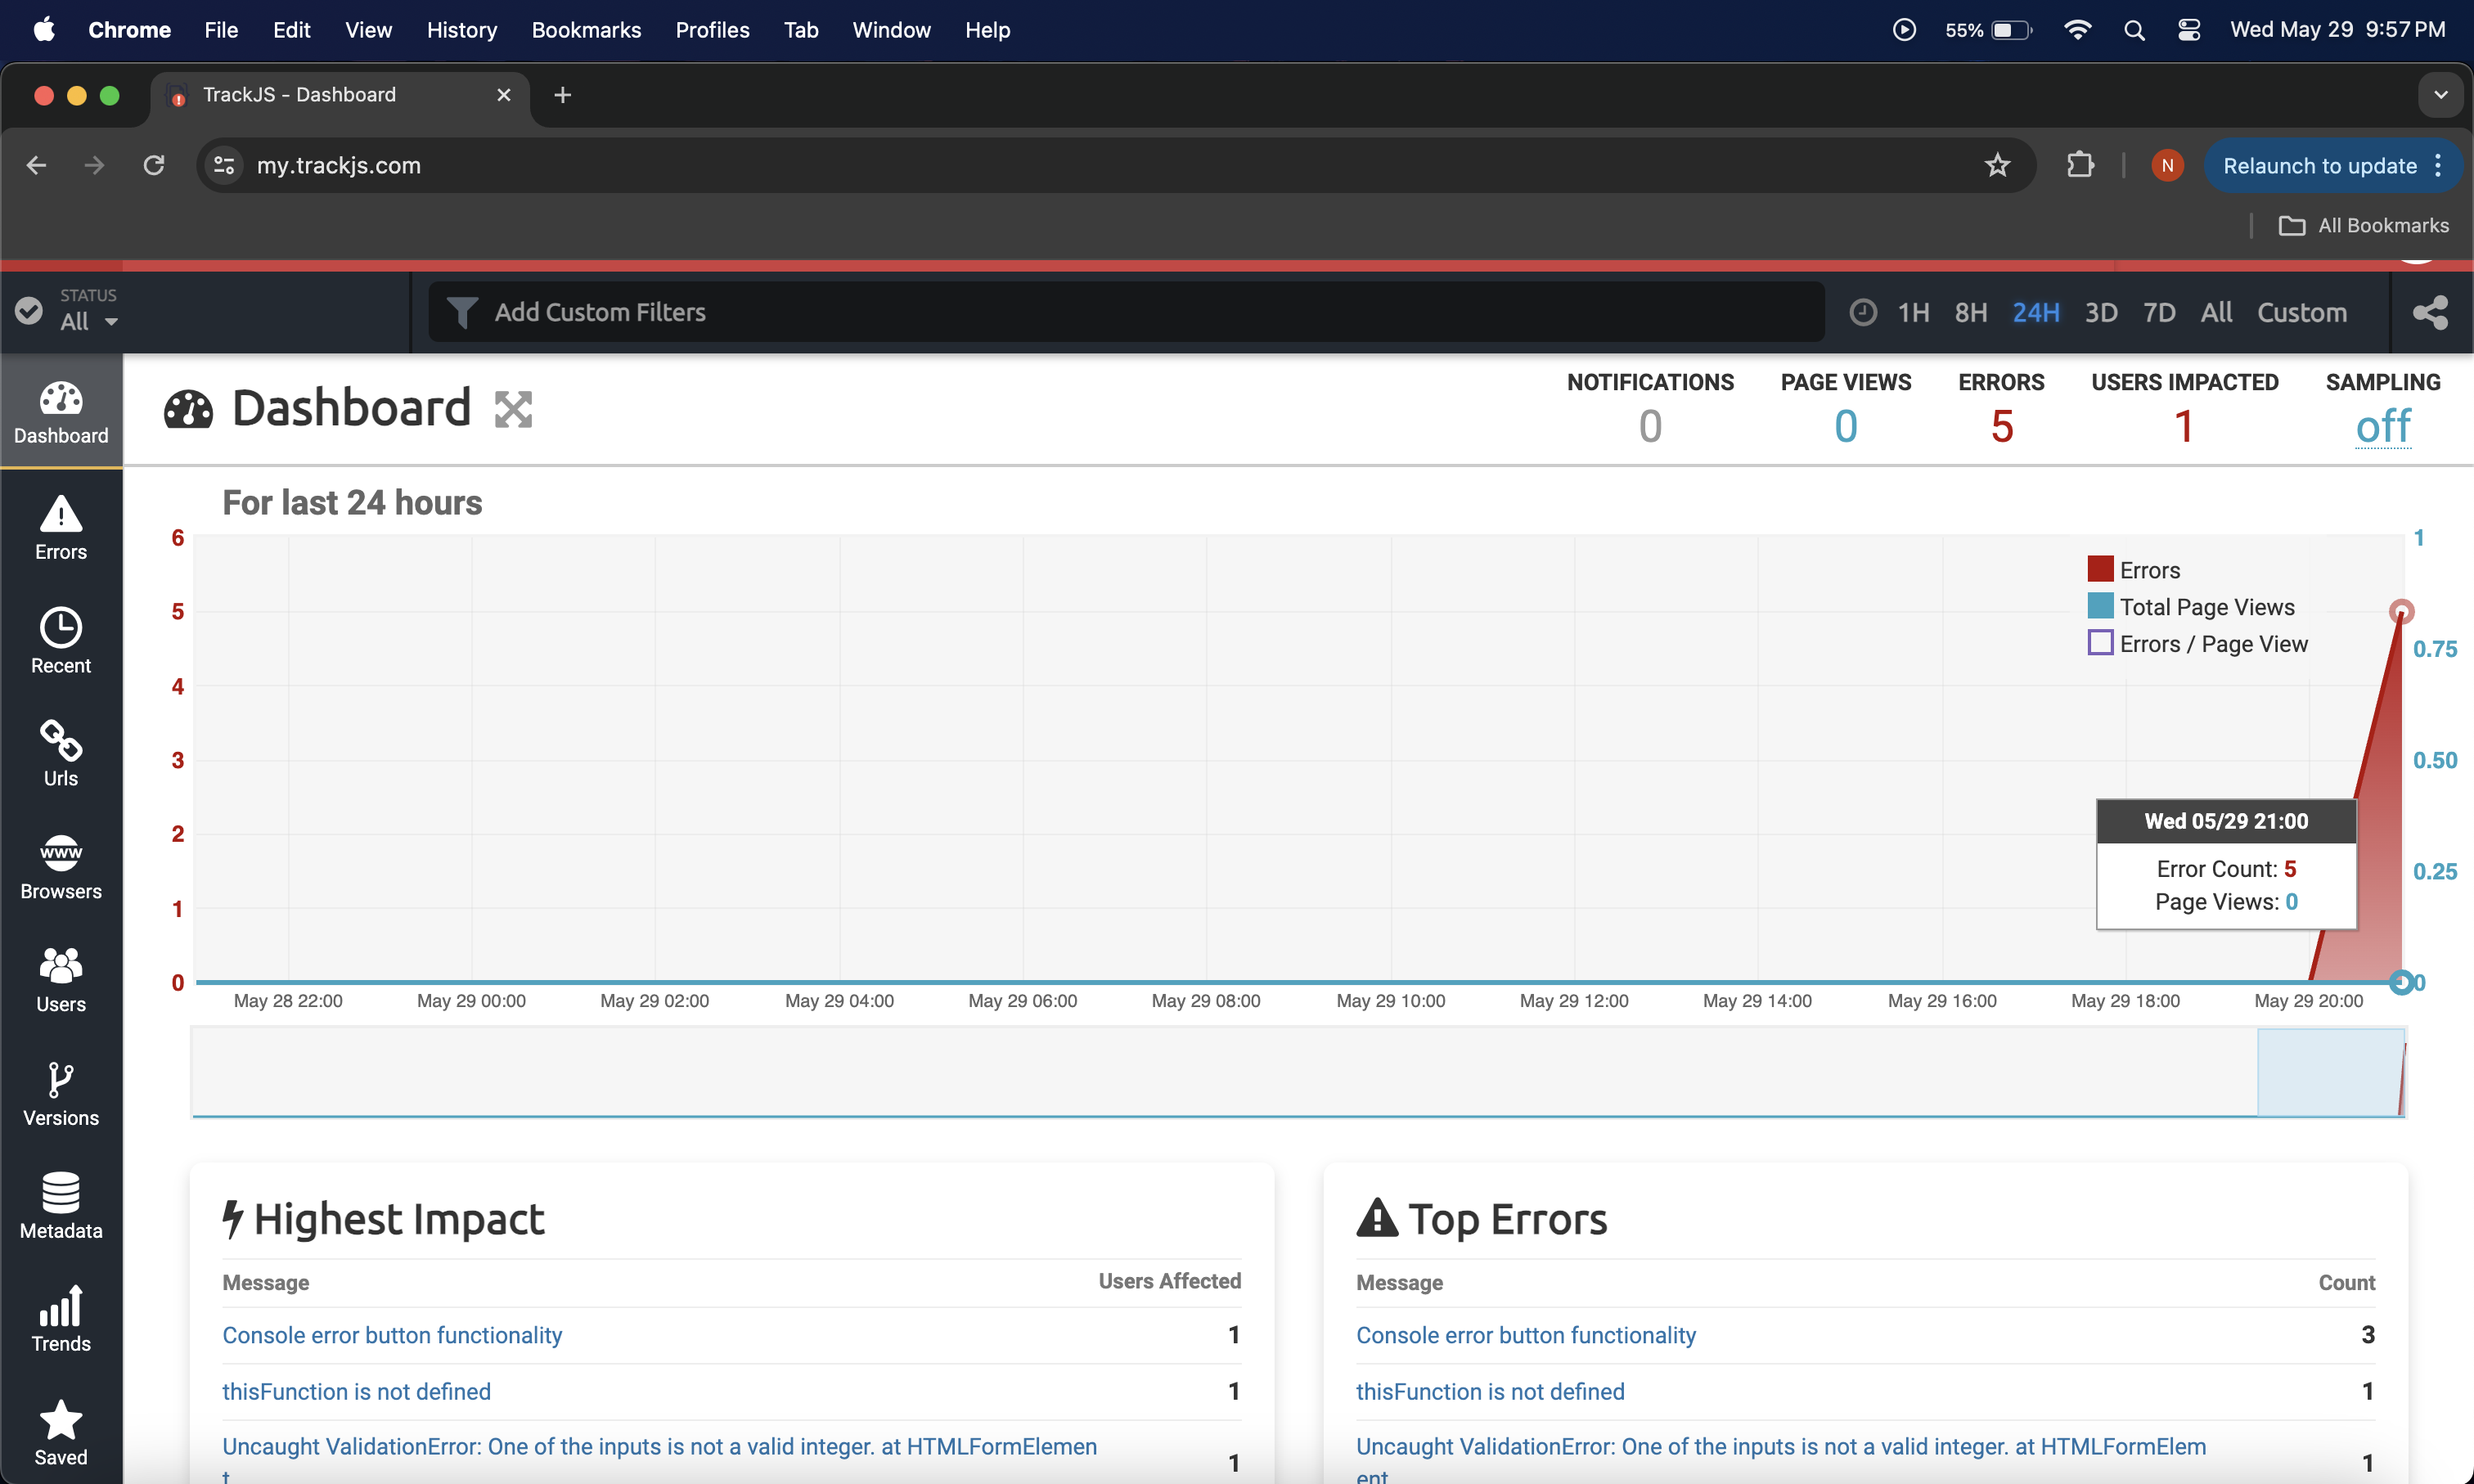 Chrome File Edit View History Bookmarks Profiles Tab Window Help 55% Wed May 29 9:57 PM
TrackJS - Dashboard
my.trackjs.com N Relaunch to update
All Bookmarks
STATUS
All
Add Custom Filters 1H 8H 24H 3D 7D All Custom
Dashboard
Errors
Recent
Urls
WWW
Browsers
Users
Versions
Metadata
Trends
Saved
Dashboard
NOTIFICATIONS PAGE VIEWS ERRORS USERS IMPACTED SAMPLING
0 0 5 1 off
For last 24 hours
6
5
4
3
2
1
0
1
0.75
0.50
0.25
0
Errors
Total Page Views
Errors / Page View
Wed 05/29 21:00
Error Count: 5
Page Views: 0
May 28 22:00 May 29 00:00 May 29 02:00 May 29 04:00 May 29 06:00 May 29 08:00 May 29 10:00 May 29 12:00 May 29 14:00 May 29 16:00 May 29 18:00 May 29 20:00
Highest Impact
Message Users Affected
Console error button functionality 1
thisFunction is not defined 1
Uncaught ValidationError: One of the inputs is not a valid integer. at HTMLFormElemen
t 1
Top Errors
Message Count
Console error button functionality 3
thisFunction is not defined 1
Uncaught ValidationError: One of the inputs is not a valid integer. at HTMLFormElem
ent 1